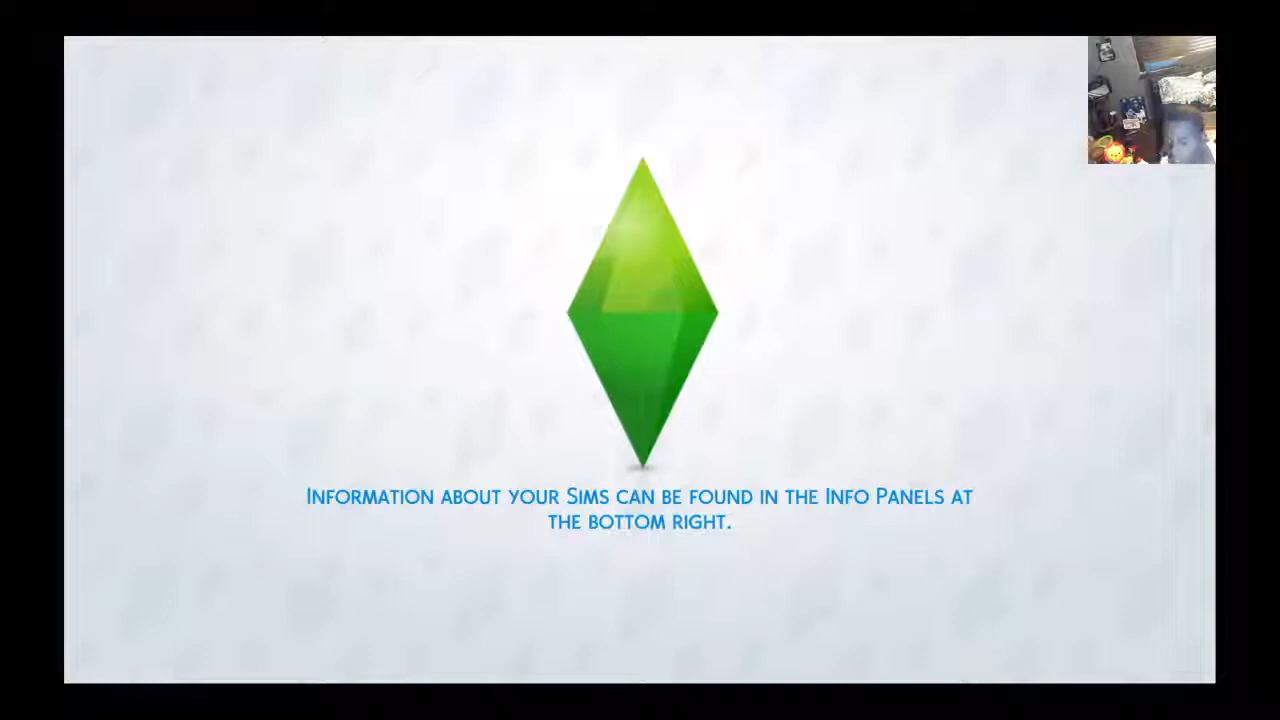 Information about your Sims can be found in the Info Panels at
the bottom right.